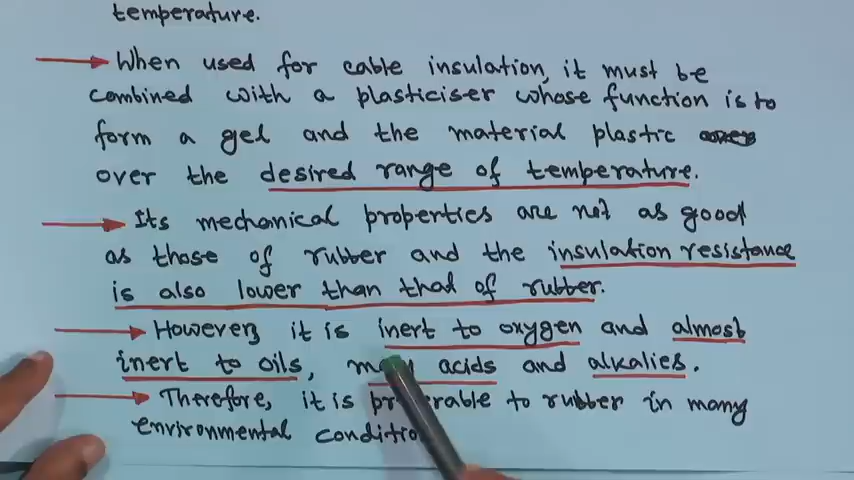 temperature.
When used for cable insulation, it must be
combined with a plasticiser whose function is to
form a gel and the material plastic
over the desired range of temperature.
Its mechanical properties are not as good
as those of rubber and the insulation resistance
is also lower than that of rubber.
However, it is inert to oxygen and almost
inert to oils, many acids and alkalies.
Therefore, it is preferable to rubber in many
environmental condition